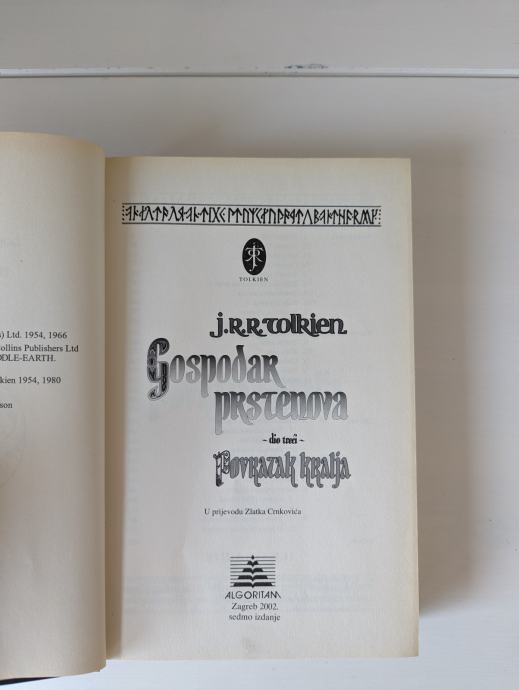 ) Ltd. 1954, 1966
ollins Publishers Ltd
DDLE-EARTH.
kien 1954, 1980
son
TOLKIEN
J.R.R. Tolkien
Gospodar
prstenova
- dio treći -
Povratak kralja
U prijevodu Zlatka Crnkovića
ALGORITAM
Zagreb 2002.
sedmo izdanje